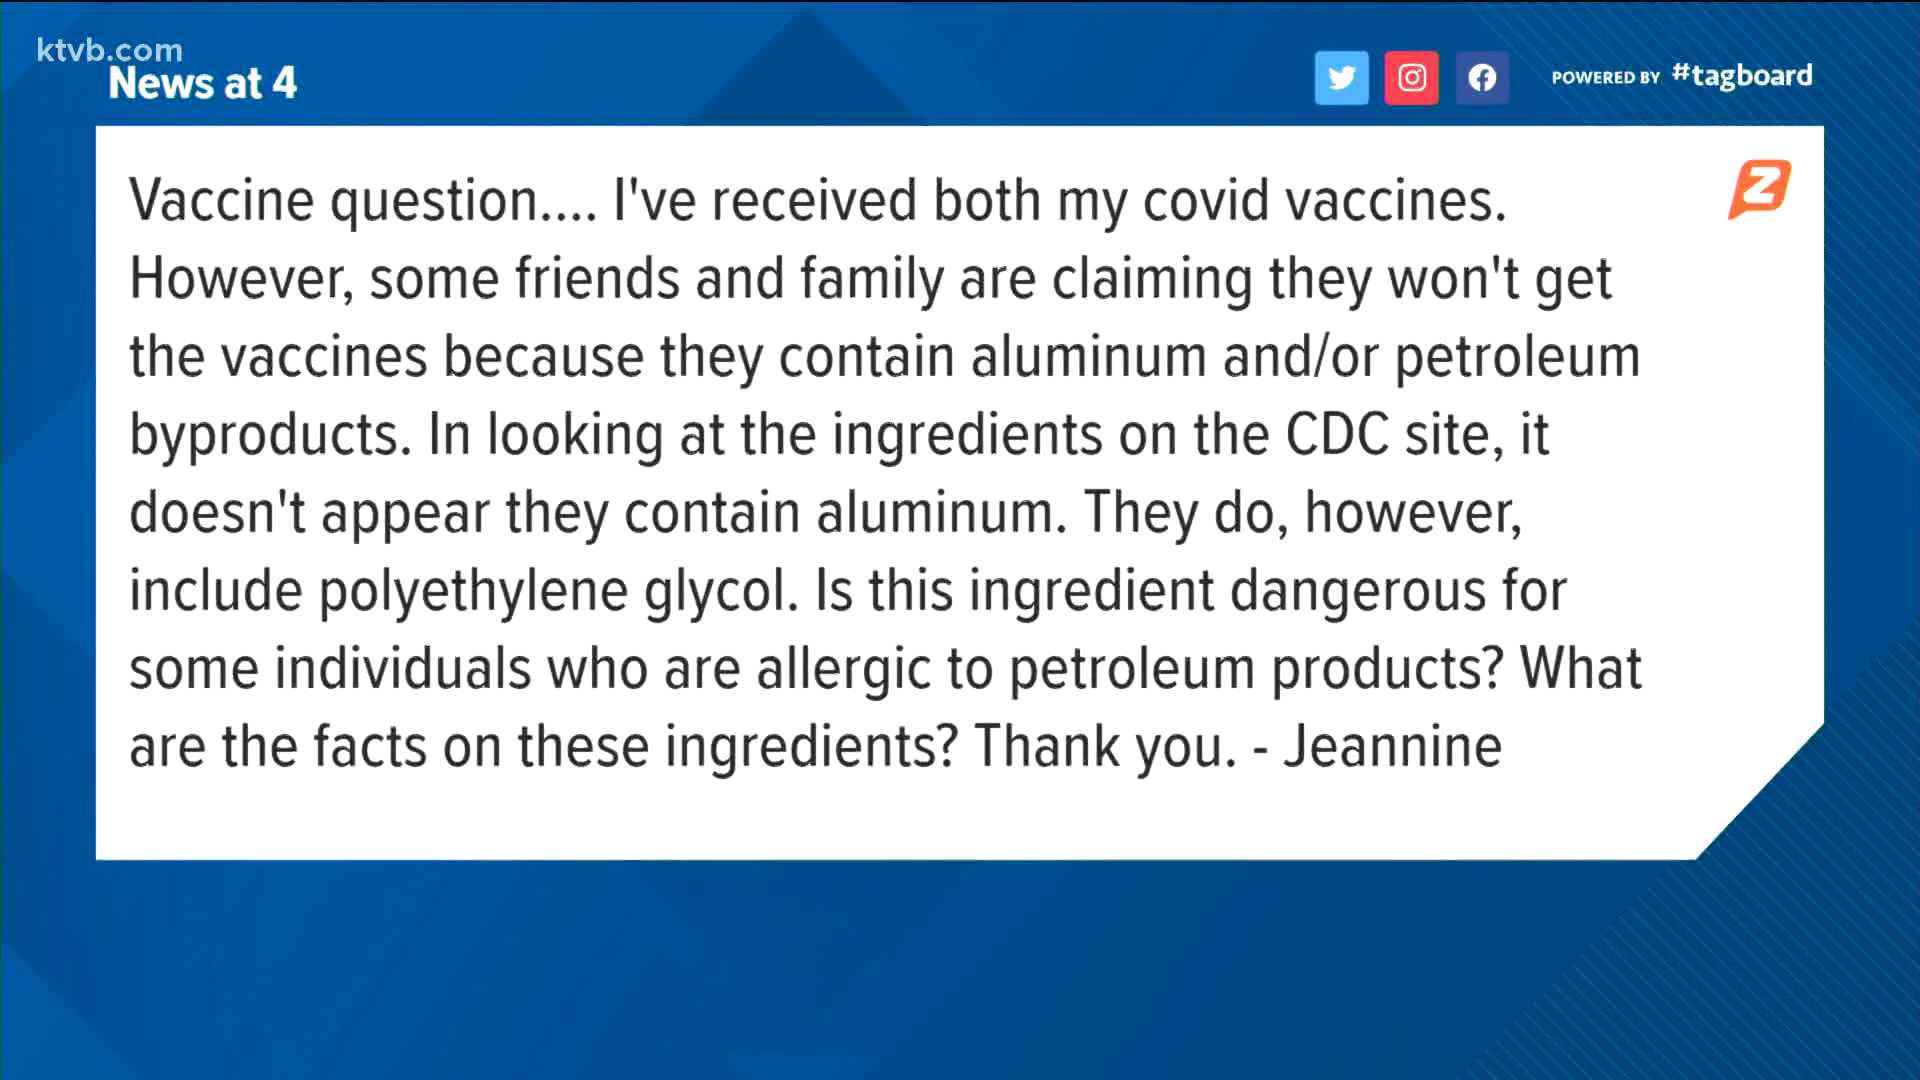 ktvb.com
News at 4
POWERED BY #tagboard
Vaccine question.... I've received both my covid vaccines.
However, some friends and family are claiming they won't get
the vaccines because they contain aluminum and/or petroleum
byproducts. In looking at the ingredients on the CDC site, it
doesn't appear they contain aluminum. They do, however,
include polyethylene glycol. Is this ingredient dangerous for
some individuals who are allergic to petroleum products? What
are the facts on these ingredients? Thank you. - Jeannine